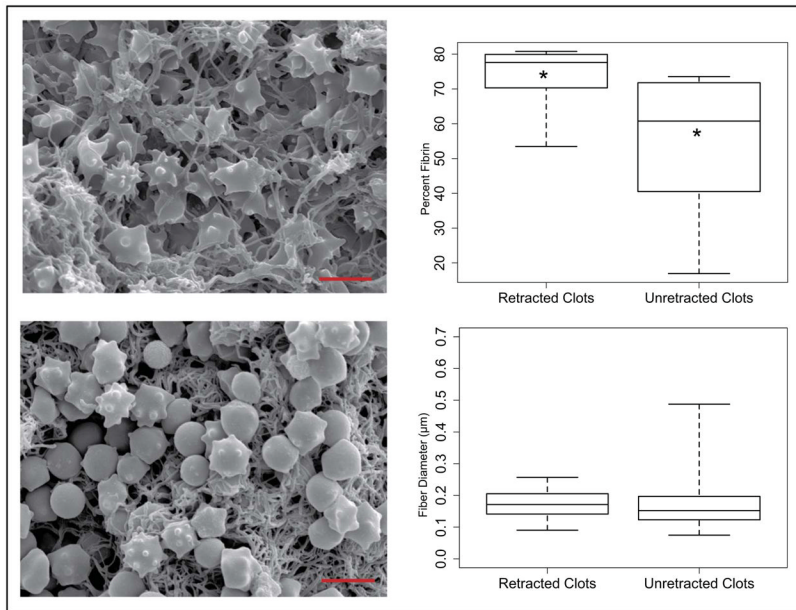 80
70
60
50
40
30
20
Percent Fibrin
*
*
Retracted Clots
Unretracted Clots
0.7
0.6
0.5
0.4
0.3
0.2
0.1
0.0
Fiber Diameter (µm)
Retracted Clots
Unretracted Clots